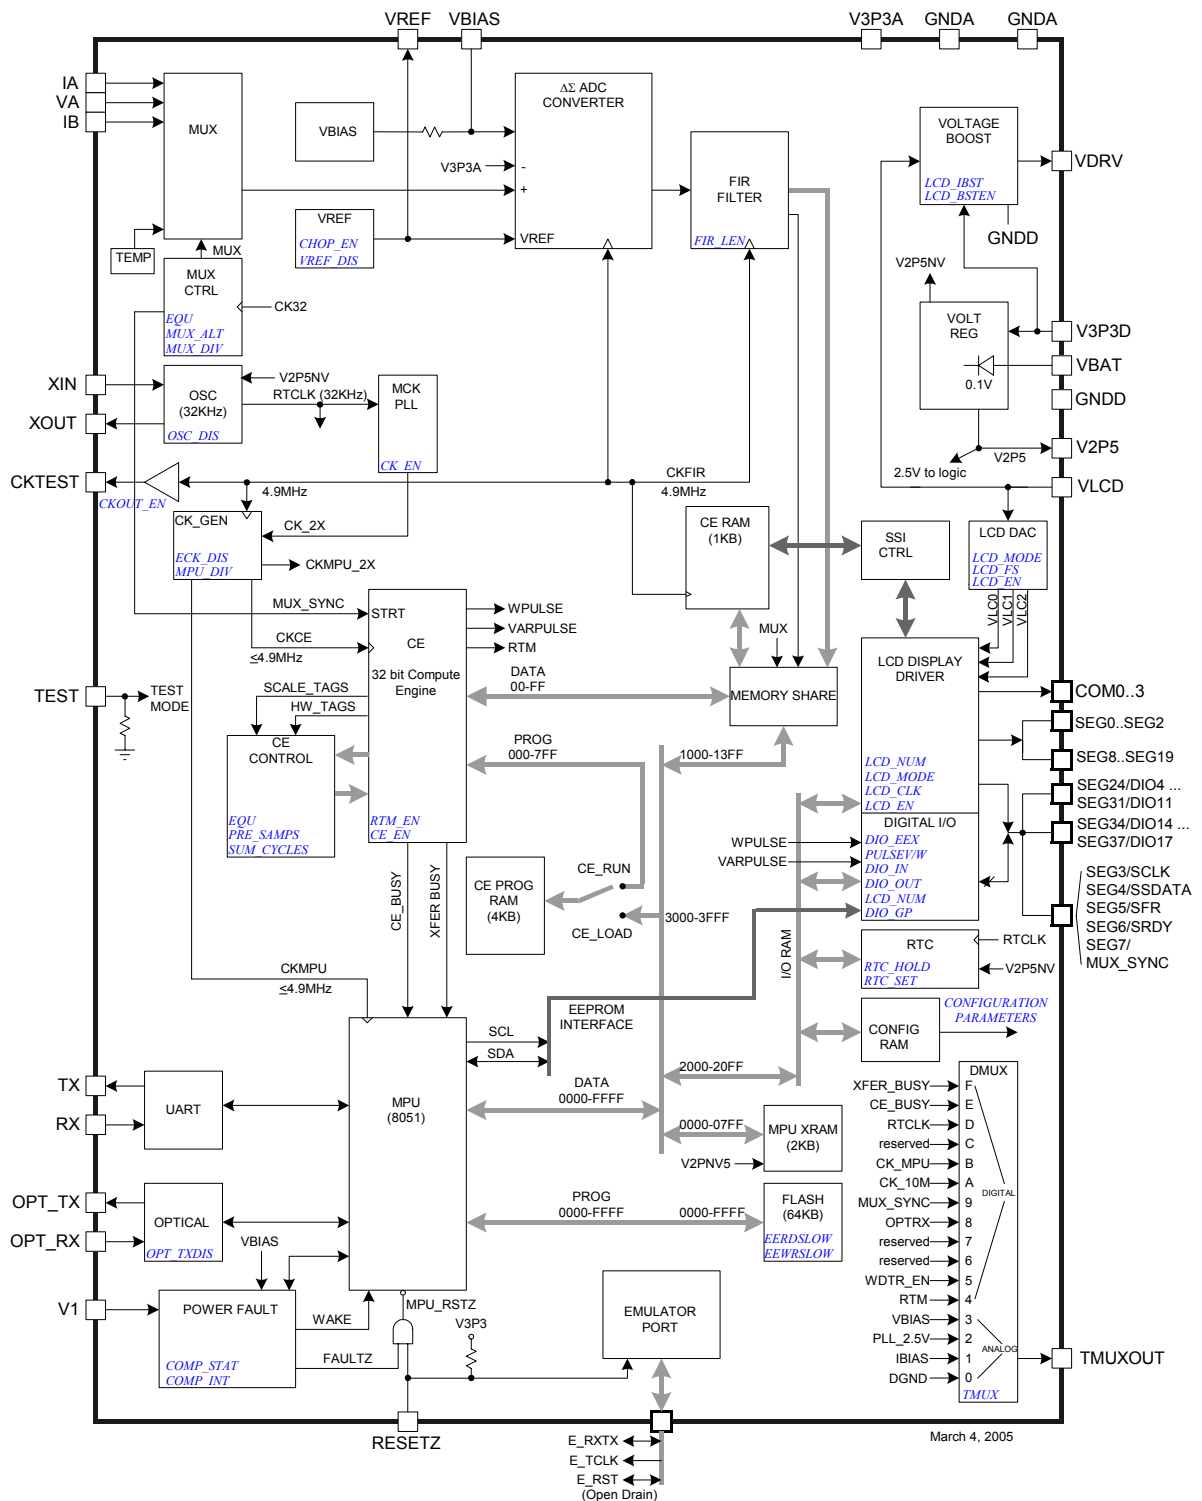 VREF
VBIAS
V3P3A
GNDA
GNDA
IA
VA
IB
MUX
VBIAS
ΔΣ ADC
CONVERTER
V3P3A
-
+
VREF
FIR
FILTER
FIR_LEN
VOLTAGE
BOOST
LCD_IBST
LCD_BSTEN
VDRV
GNDD
VREF
CHOP_EN
VREF_DIS
TEMP
MUX
MUX
CTRL
EQU
MUX_ALT
MUX_DIV
CK32
V2P5NV
VOLT
REG
0.1V
V3P3D
VBAT
GNDD
V2P5
V2P5
2.5V to logic
VLCD
XIN
XOUT
OSC
(32KHz)
OSC_DIS
V2P5NV
RTCLK (32KHz)
MCK
PLL
CK_EN
CKTEST
CKOUT_EN
4.9MHz
CKFIR
4.9MHz
CK_GEN
ECK_DIS
MPU_DIV
CK_2X
CKMPU_2X
CE RAM
(1KB)
SSI
CTRL
LCD DAC
LCD_MODE
LCD_FS
LCD_EN
VLC0
VLC1
VLC2
MUX_SYNC
STRT
CE
32 bit Compute
Engine
RTM_EN
CE_EN
CKCE
≤4.9MHz
WPULSE
VARPULSE
RTM
DATA
00-FF
MUX
MEMORY SHARE
LCD DISPLAY
DRIVER
LCD_NUM
LCD_MODE
LCD_CLK
LCD_EN
COM0..3
SEG0..SEG2
SEG8..SEG19
SEG24/DIO4 ...
SEG31/DIO11
SEG34/DIO14 ...
SEG37/DIO17
SEG3/SCLK
SEG4/SSDATA
SEG5/SFR
SEG6/SRDY
SEG7/
MUX_SYNC
TEST
TEST
MODE
SCALE_TAGS
HW_TAGS
CE
CONTROL
EQU
PRE_SAMPS
SUM_CYCLES
PROG
000-7FF
1000-13FF
DIGITAL I/O
DIO_EEX
PULSEV/W
DIO_IN
DIO_OUT
LCD_NUM
DIO_GP
WPULSE
VARPULSE
CE_BUSY
XFER BUSY
CE PROG
RAM
(4KB)
CE_RUN
CE_LOAD
3000-3FFF
I/O RAM
RTC
RTC_HOLD
RTC_SET
RTCLK
V2P5NV
CKMPU
≤4.9MHz
EEPROM
INTERFACE
SCL
SDA
CONFIG
RAM
CONFIGURATION
PARAMETERS
2000-20FF
MPU
(8051)
DATA
0000-FFFF
0000-07FF
MPU XRAM
(2KB)
V2PNV5
TX
RX
UART
OPT_TX
OPT_RX
OPTICAL
OPT_TXDIS
PROG
0000-FFFF
0000-FFFF
FLASH
(64KB)
EERDSLOW
EEWRSLOW
DMUX
XFER_BUSY F
CE_BUSY E
RTCLK D
reserved C
CK_MPU B
CK_10M A
MUX_SYNC 9
OPTRX 8
reserved 7
reserved 6
WDTR_EN 5
RTM 4
VBIAS 3
PLL_2.5V 2
IBIAS 1
DGND 0
DIGITAL
ANALOG
TMUX
TMUXOUT
VBIAS
V1
POWER FAULT
COMP_STAT
COMP_INT
WAKE
FAULTZ
MPU_RSTZ
V3P3
EMULATOR
PORT
RESETZ
E_RXTX
E_TCLK
E_RST
(Open Drain)
March 4, 2005